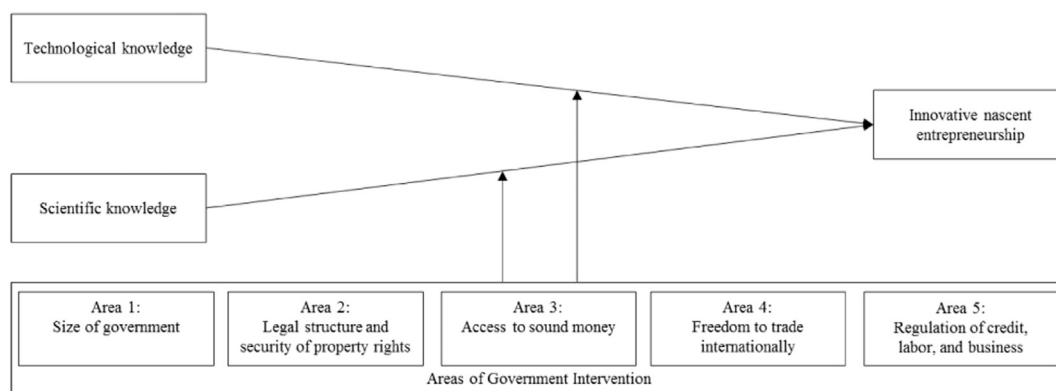 Technological knowledge
Innovative nascent
entrepreneurship
Scientific knowledge
Area 1:
Size of government
Area 2:
Legal structure and
security of property rights
Area 3:
Access to sound money
Area 4:
Freedom to trade
internationally
Area 5:
Regulation of credit,
labor, and business
Areas of Government Intervention